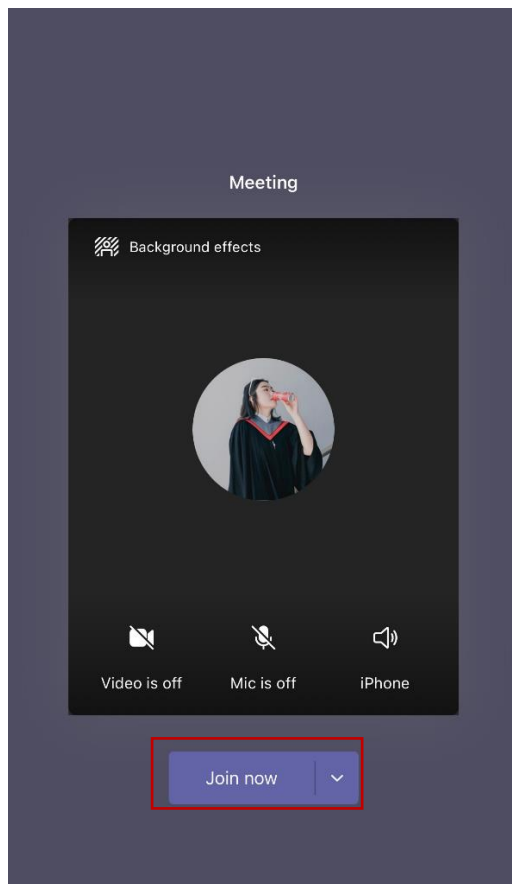 Meeting
Background effects
Video is off Mic is off iPhone
Join now